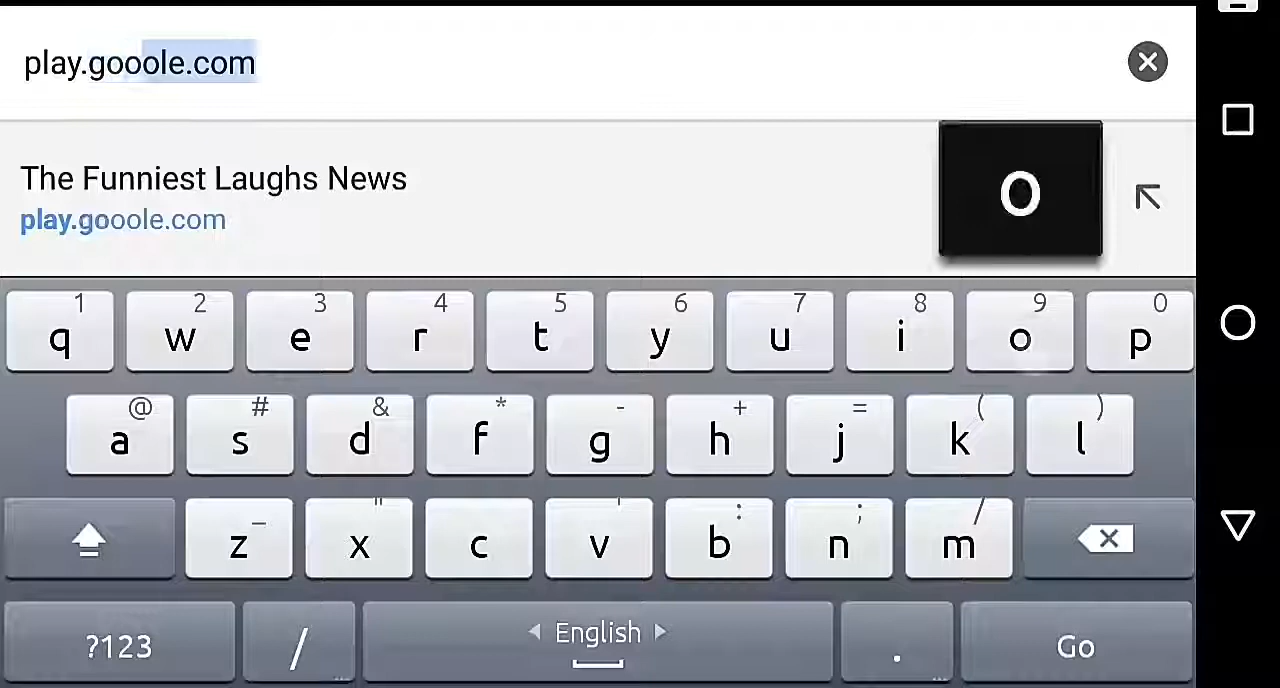 play.gooole.com
The Funniest Laughs News
play.gooole.com
o
1 2 3 4 5 6 7 8 9 0
q w e r t y u i o p
@ # & * - + = ( )
a s d f g h j k l
_ " ' : ; /
z x c v b n m
?123 / English . Go